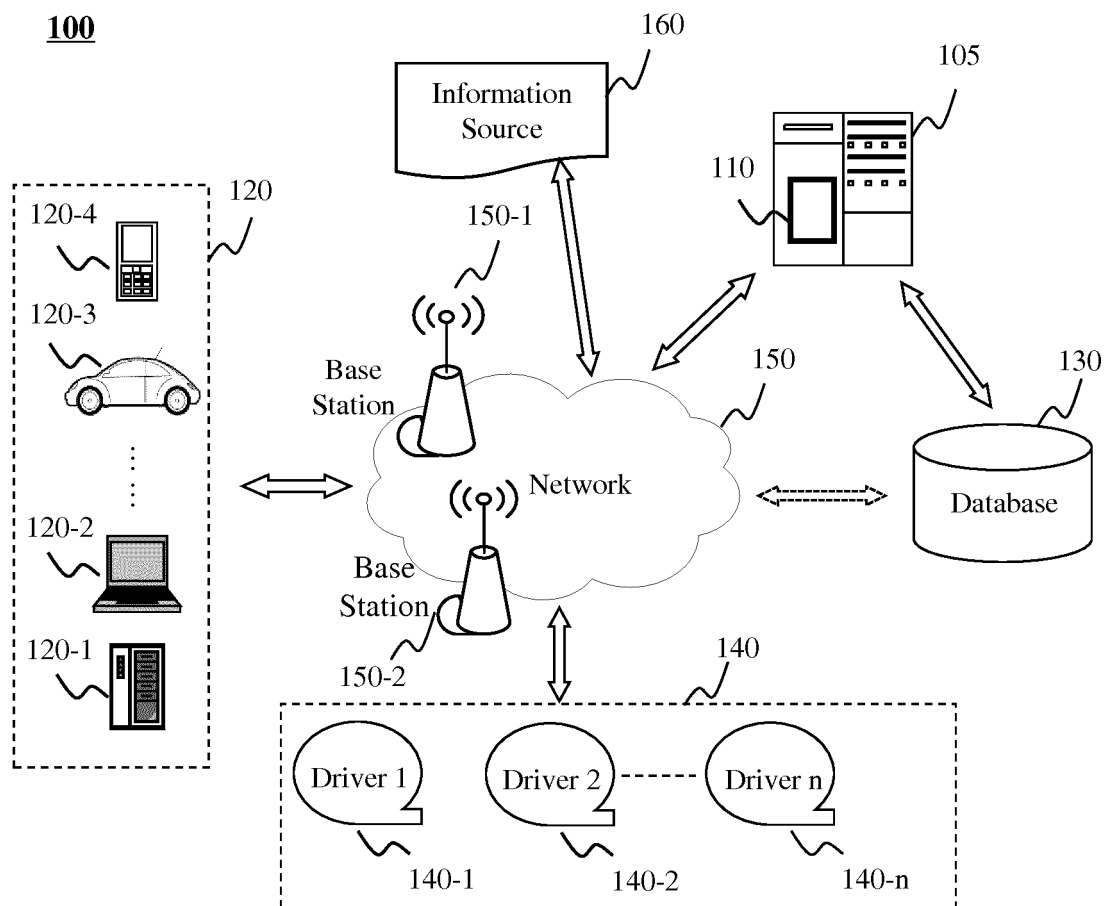 100
160
Information
Source
105
110
120
120-4
150-1
120-3
Base
Station
150
130
Network
Database
120-2
Base
Station
120-1
150-2
140
Driver 1
Driver 2
Driver n
140-1
140-2
140-n